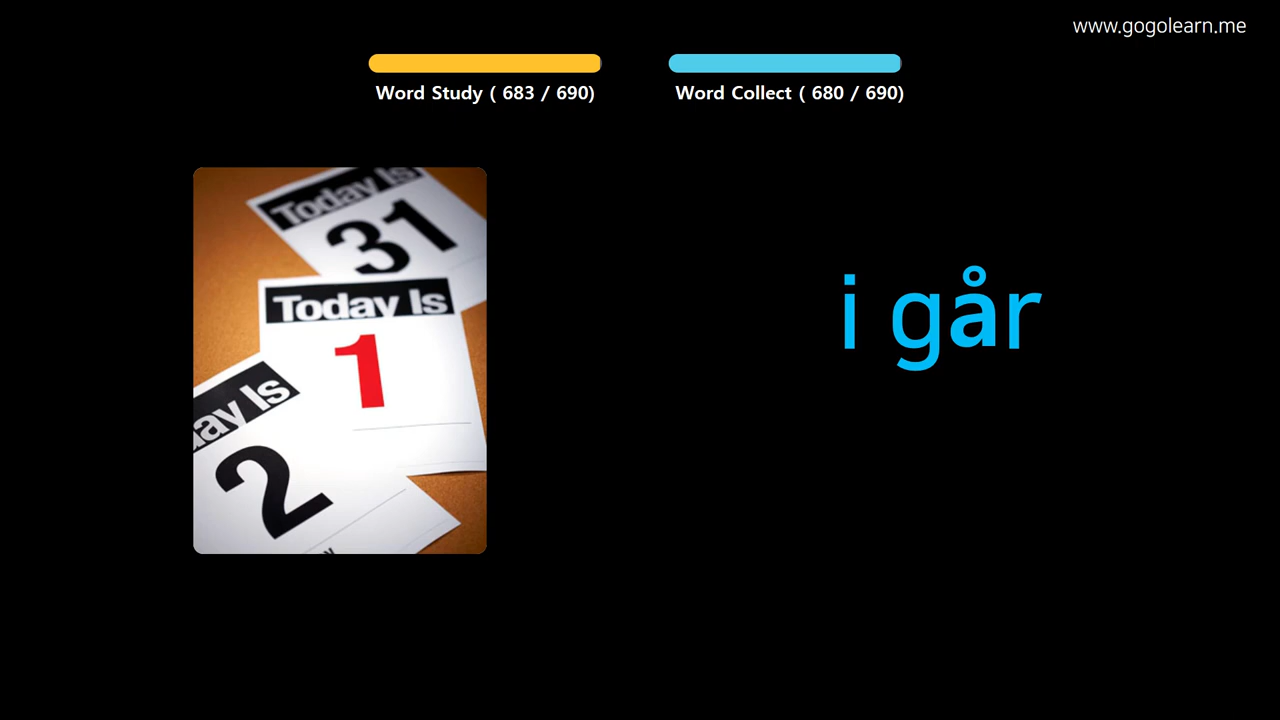 www.gogolearn.me
Word Study ( 683 / 690)
Word Collect ( 680 / 690)
Today Is
31
Today Is
1
ay Is
2
i går